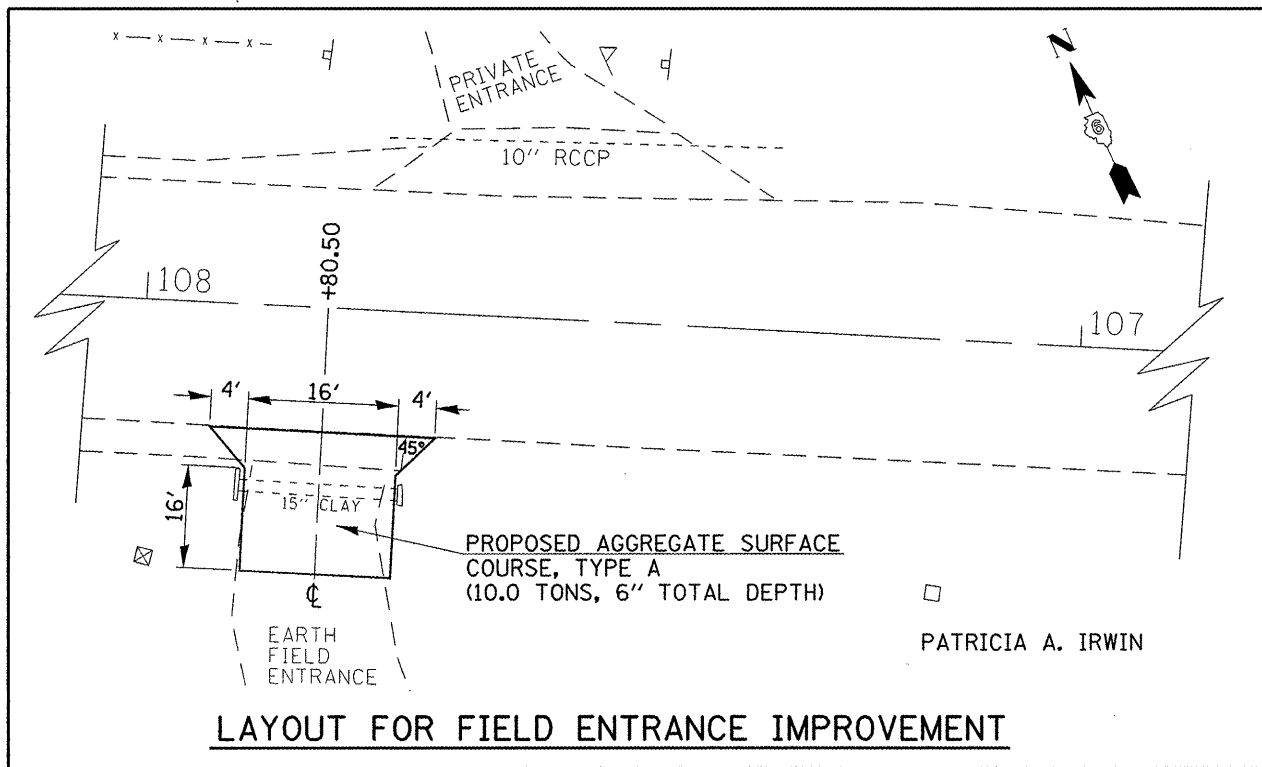 x x x x
N
6
PRIVATE
ENTRANCE
10" RCCP
+80.50
108
107
4' 16' 4'
45°
16'
15" CLAY
PROPOSED AGGREGATE SURFACE
COURSE, TYPE A
(10.0 TONS, 6" TOTAL DEPTH)
℄
EARTH
FIELD
ENTRANCE
PATRICIA A. IRWIN
LAYOUT FOR FIELD ENTRANCE IMPROVEMENT